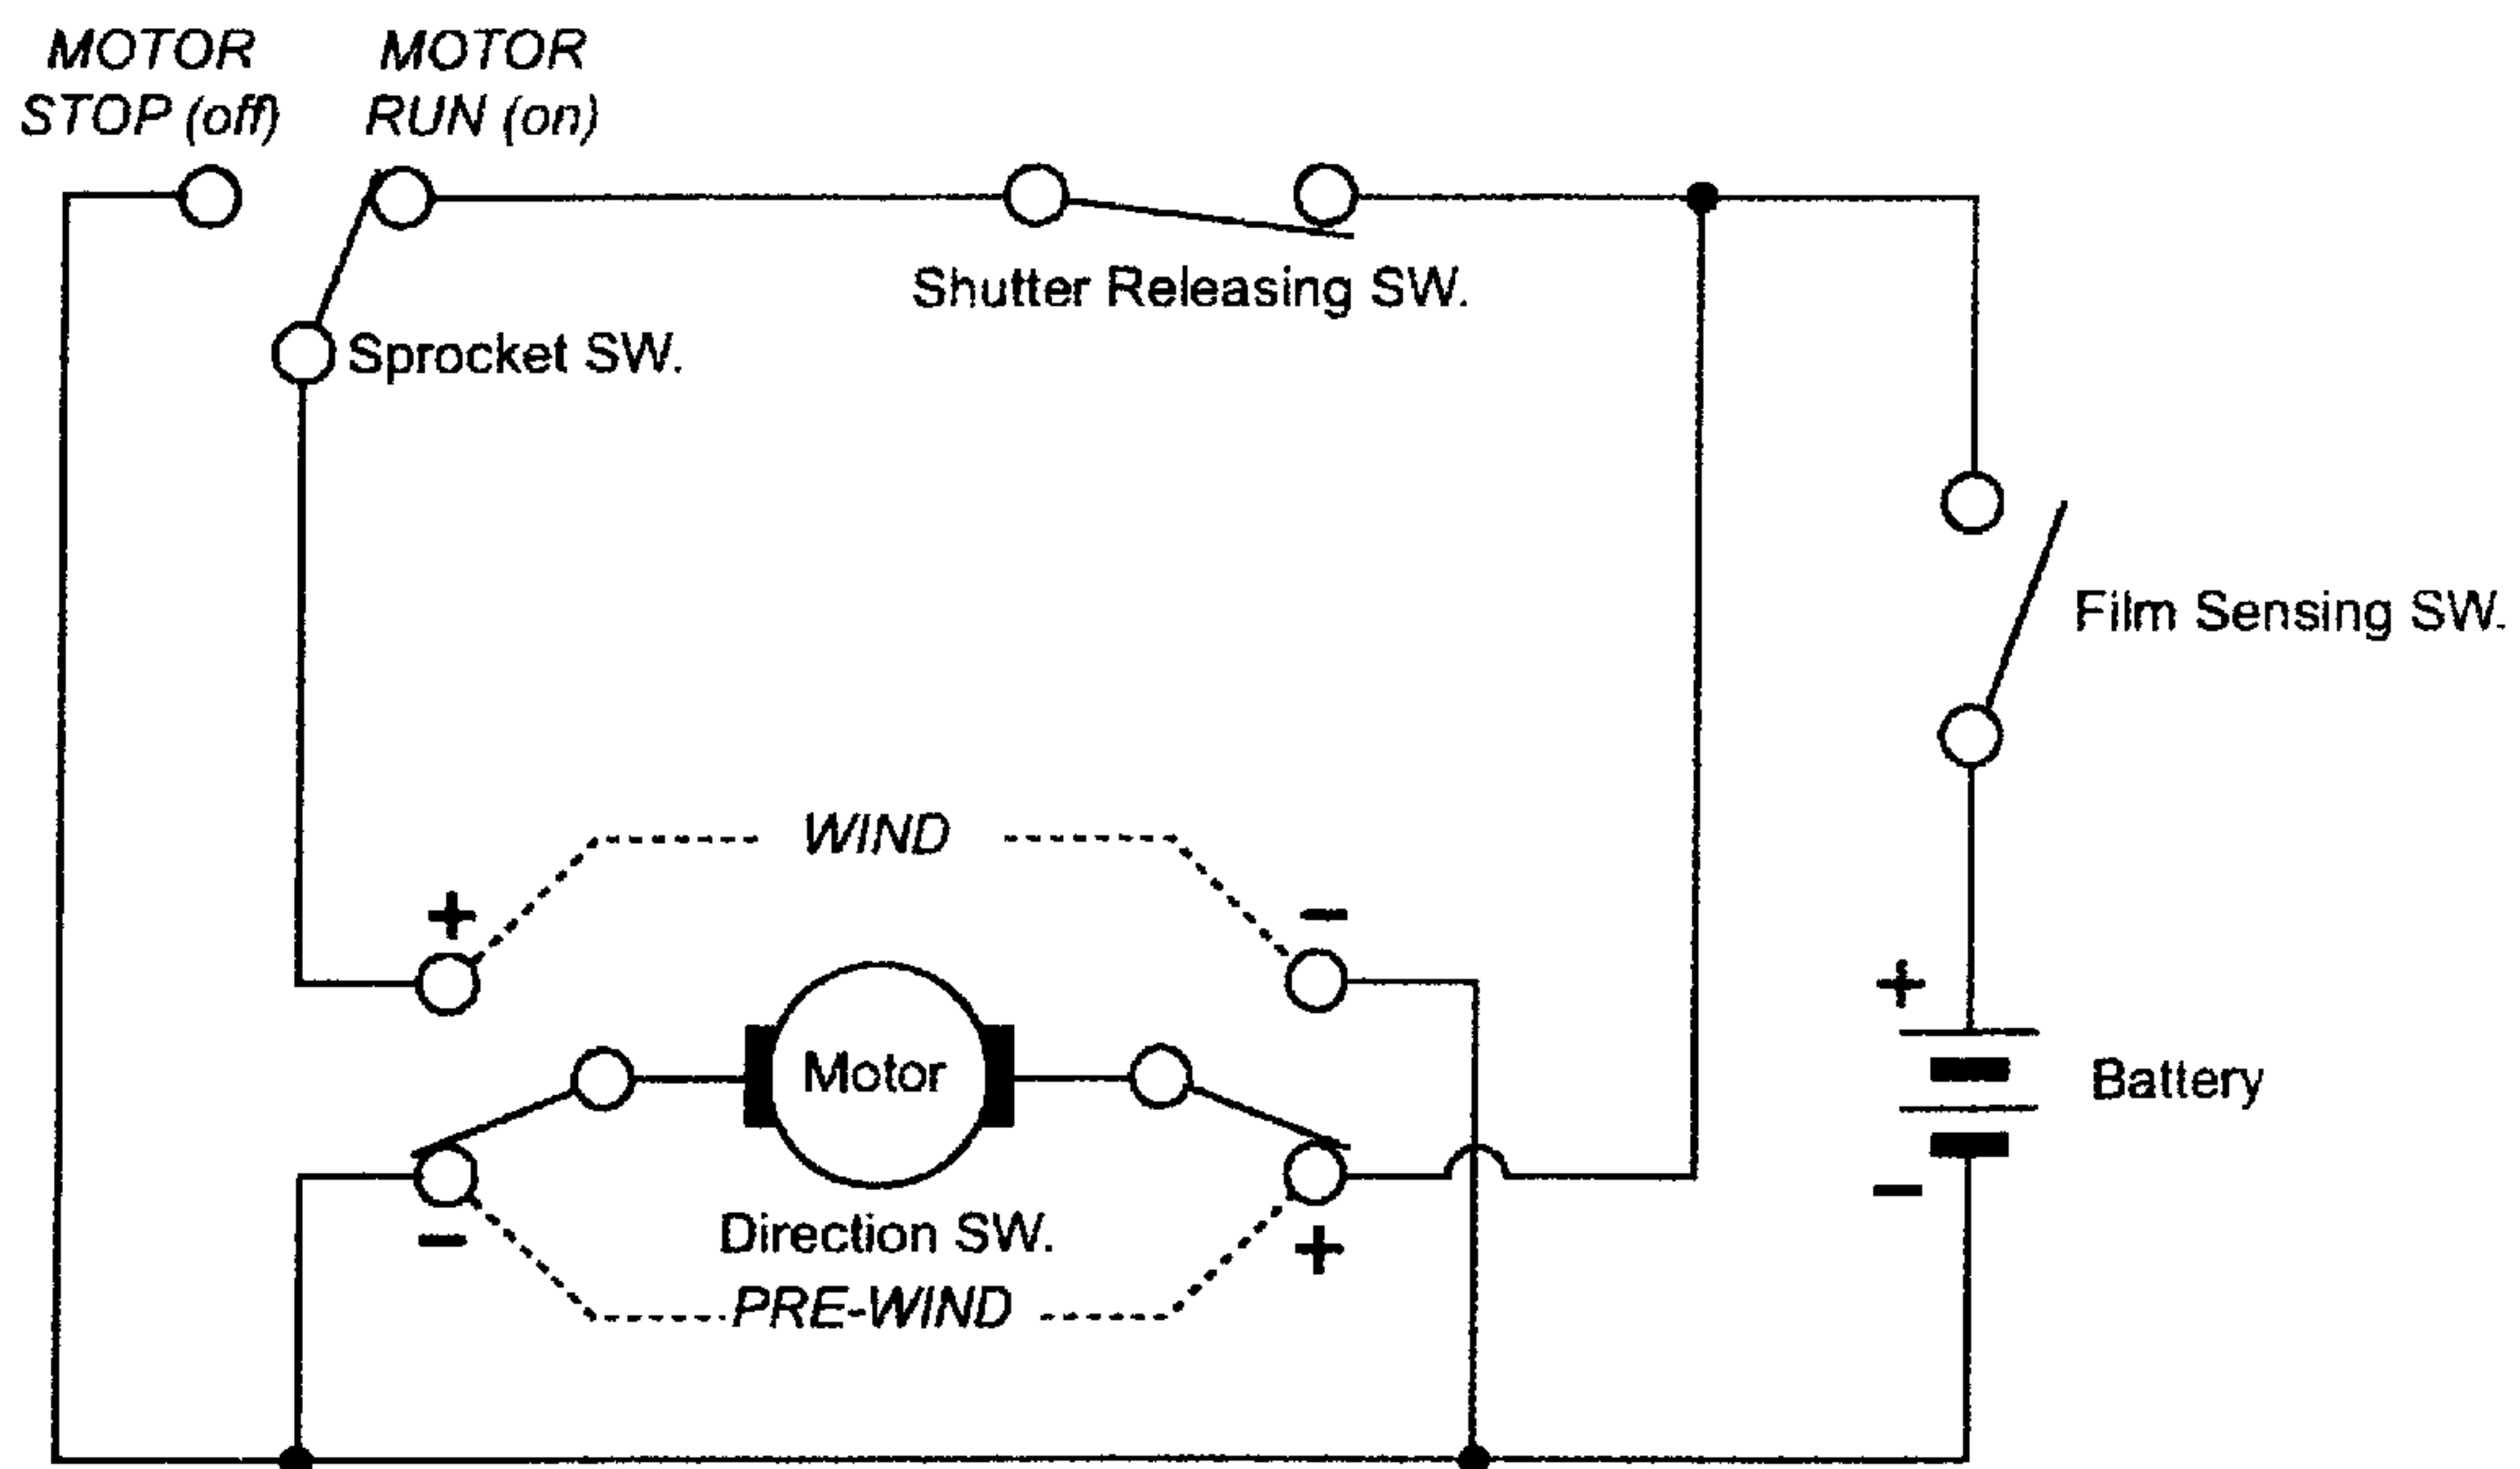 MOTOR
STOP (off)
MOTOR
RUN (on)
Shutter Releasing SW.
Sprocket SW.
Film Sensing SW.
WIND
+
−
+
Motor
Battery
−
Direction SW.
−
+
PRE-WIND